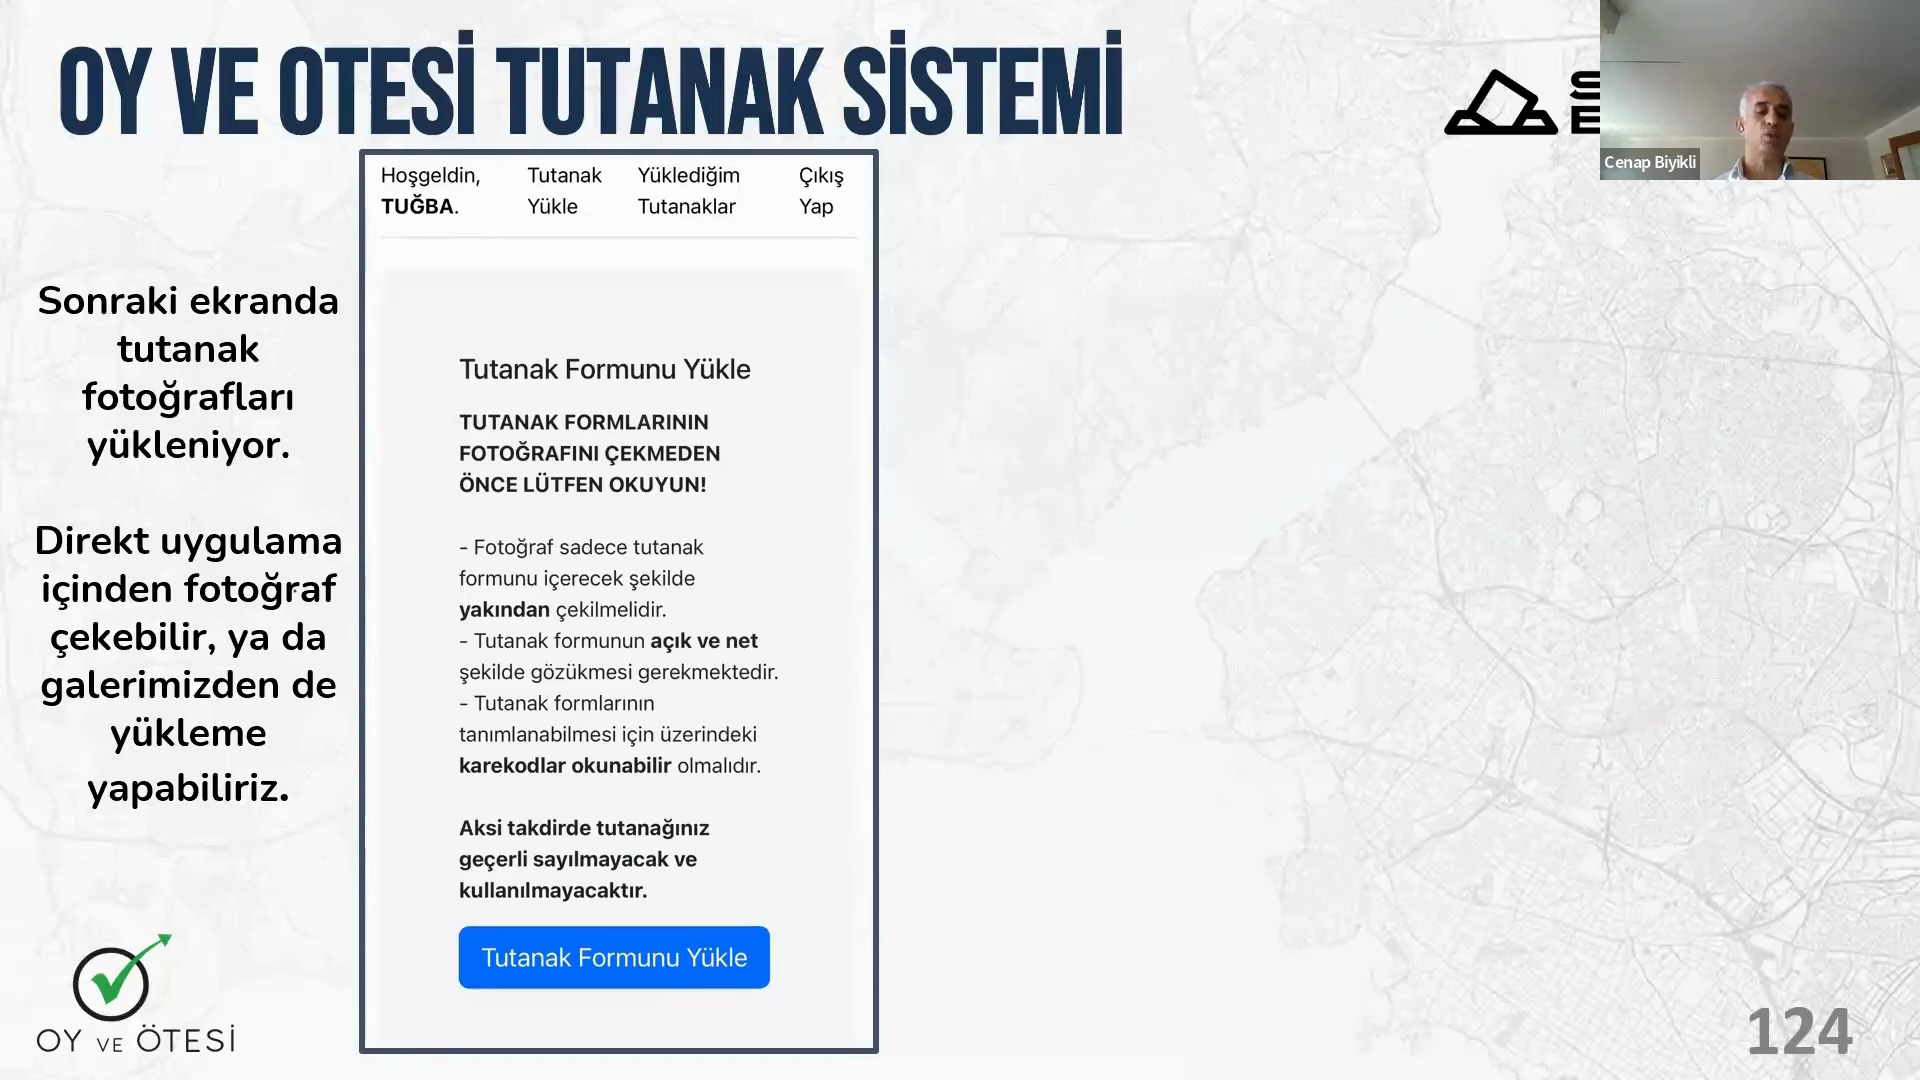 OY VE OTESİ TUTANAK SİSTEMİ
Cenap Biyikli
Sonraki ekranda
tutanak
fotoğrafları
yükleniyor.
Direkt uygulama
içinden fotoğraf
çekebilir, ya da
galerimizden de
yükleme
yapabiliriz.
Hoşgeldin, TUĞBA.
Tutanak Yükle
Yüklediğim Tutanaklar
Çıkış Yap
Tutanak Formunu Yükle
TUTANAK FORMLARININ
FOTOĞRAFINI ÇEKMEDEN
ÖNCE LÜTFEN OKUYUN!
- Fotoğraf sadece tutanak
formunu içerecek şekilde
yakından çekilmelidir.
- Tutanak formunun açık ve net
şekilde gözükmesi gerekmektedir.
- Tutanak formlarının
tanımlanabilmesi için üzerindeki
karekodlar okunabilir olmalıdır.
Aksi takdirde tutanağınız
geçerli sayılmayacak ve
kullanılmayacaktır.
Tutanak Formunu Yükle
OY VE ÖTESİ
124